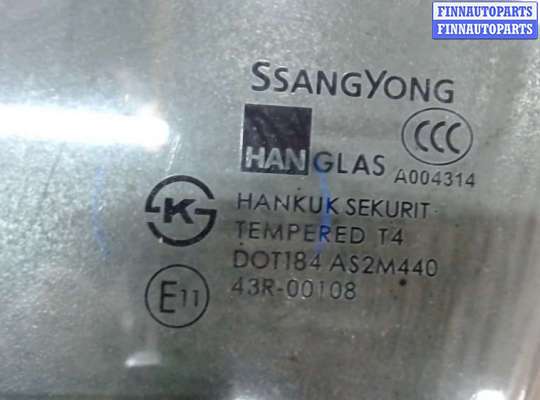 FINNAUTOPARTS
FINNAUTOPARTS
SSANGYONG
HANGLAS
CCC
A004314
K
HANKUK SEKURIT
TEMPERED T4
DOT184 AS2M440
E11
43R-00108